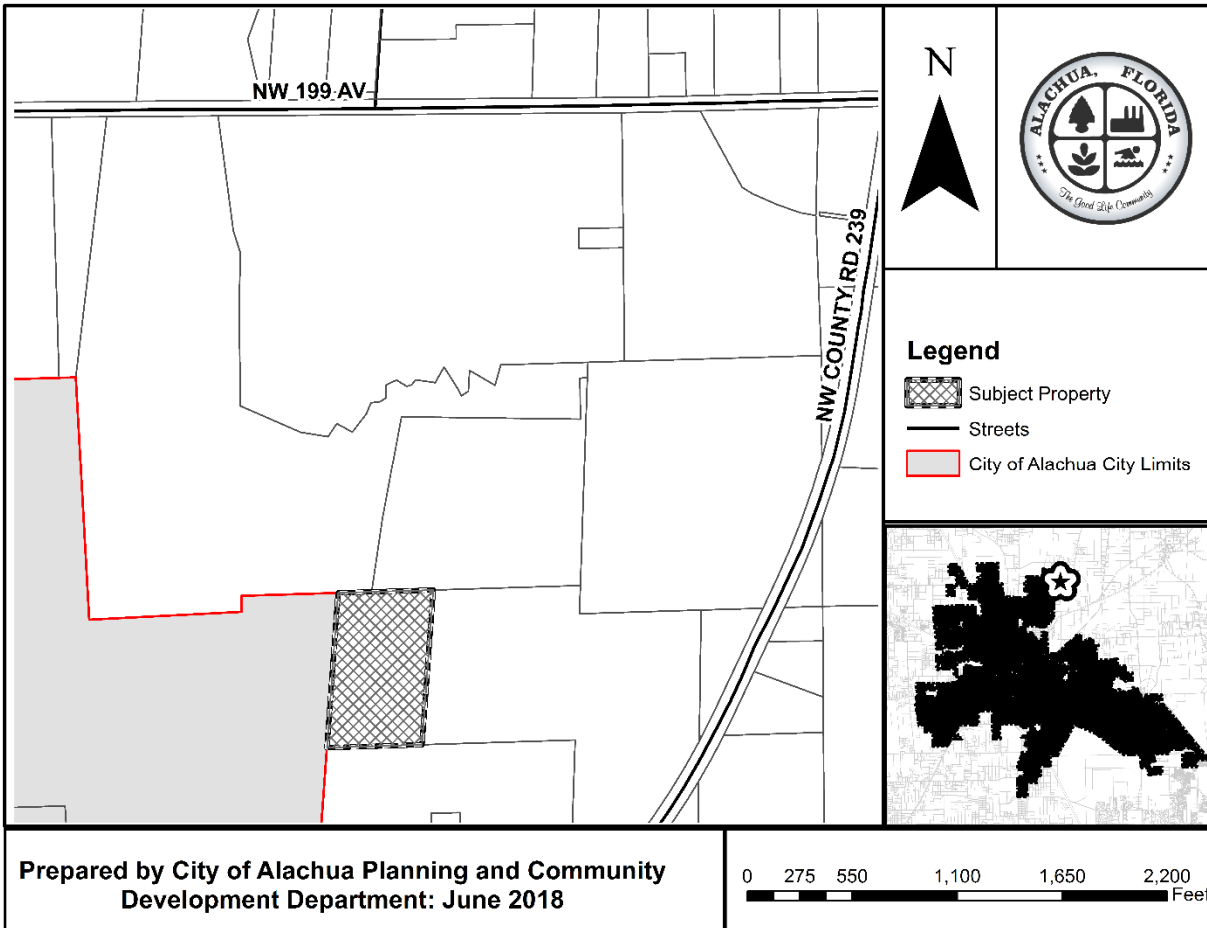 NW 199 AV
NW COUNTY RD 239
N
ALACHUA, FLORIDA
The Good Life Community
Legend
Subject Property
Streets
City of Alachua City Limits
Prepared by City of Alachua Planning and Community
Development Department: June 2018
0 275 550 1,100 1,650 2,200
Feet